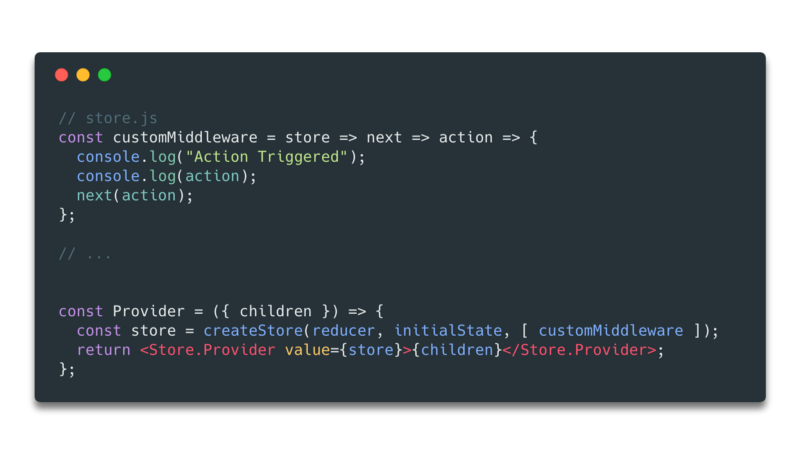 // store.js
const customMiddleware = store => next => action => {
  console.log("Action Triggered");
  console.log(action);
  next(action);
};
// ...
const Provider = ({ children }) => {
  const store = createStore(reducer, initialState, [ customMiddleware ]);
  return <Store.Provider value={store}>{children}</Store.Provider>;
};